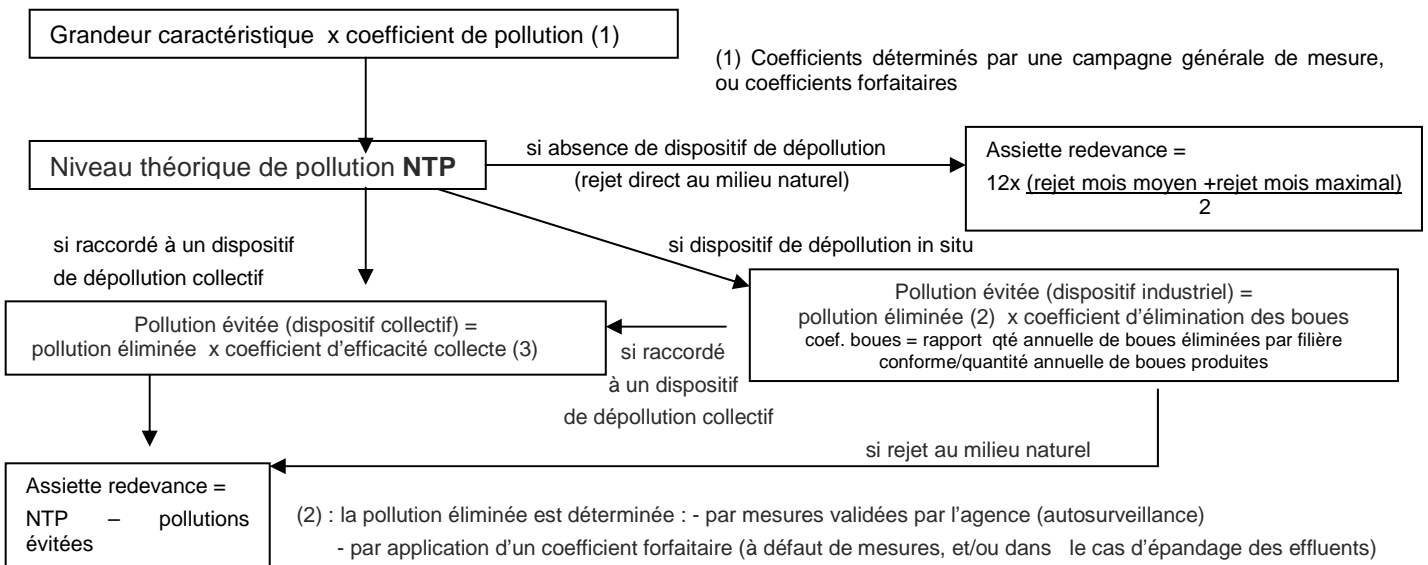 Grandeur caractéristique x coefficient de pollution (1)
(1) Coefficients déterminés par une campagne générale de mesure,
ou coefficients forfaitaires
Niveau théorique de pollution NTP
si absence de dispositif de dépollution
(rejet direct au milieu naturel)
Assiette redevance =
12x (rejet mois moyen +rejet mois maximal)
2
si raccordé à un dispositif
de dépollution collectif
si dispositif de dépollution in situ
Pollution évitée (dispositif collectif) =
pollution éliminée x coefficient d'efficacité collecte (3)
si raccordé
à un dispositif
de dépollution collectif
Pollution évitée (dispositif industriel) =
pollution éliminée (2) x coefficient d'élimination des boues
coef. boues = rapport qté annuelle de boues éliminées par filière
conforme/quantité annuelle de boues produites
si rejet au milieu naturel
Assiette redevance =
NTP – pollutions
évitées
(2) : la pollution éliminée est déterminée : - par mesures validées par l'agence (autosurveillance)
- par application d'un coefficient forfaitaire (à défaut de mesures, et/ou dans le cas d'épandage des effluents)